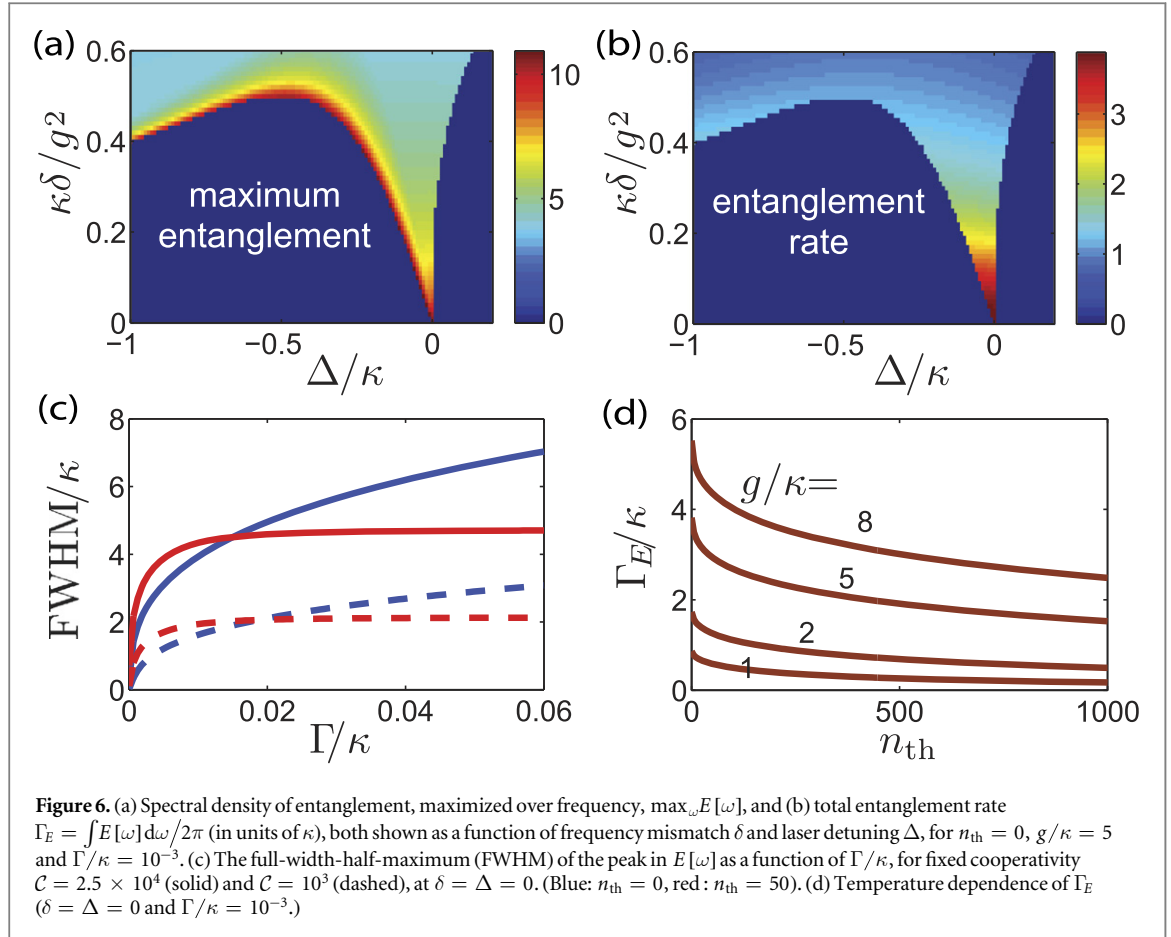 (a)
(b)
0.6
0.4
0.2
0
κδ/g²
maximum
entanglement
−1
−0.5
0
Δ/κ
10
5
0
0.6
0.4
0.2
0
κδ/g²
entanglement
rate
−1
−0.5
0
Δ/κ
3
2
1
0
(c)
(d)
8
6
4
2
0
FWHM/κ
0
0.02
0.04
0.06
Γ/κ
6
4
2
0
Γ_E/κ
g/κ=
8
5
2
1
0
500
1000
n_th
Figure 6. (a) Spectral density of entanglement, maximized over frequency, max_ωE[ω], and (b) total entanglement rate
Γ_E = ∫E[ω]dω/2π (in units of κ), both shown as a function of frequency mismatch δ and laser detuning Δ, for n_th = 0, g/κ = 5
and Γ/κ = 10⁻³. (c) The full-width-half-maximum (FWHM) of the peak in E[ω] as a function of Γ/κ, for fixed cooperativity
𝒞 = 2.5 × 10⁴ (solid) and 𝒞 = 10³ (dashed), at δ = Δ = 0. (Blue: n_th = 0, red: n_th = 50). (d) Temperature dependence of Γ_E
(δ = Δ = 0 and Γ/κ = 10⁻³.)